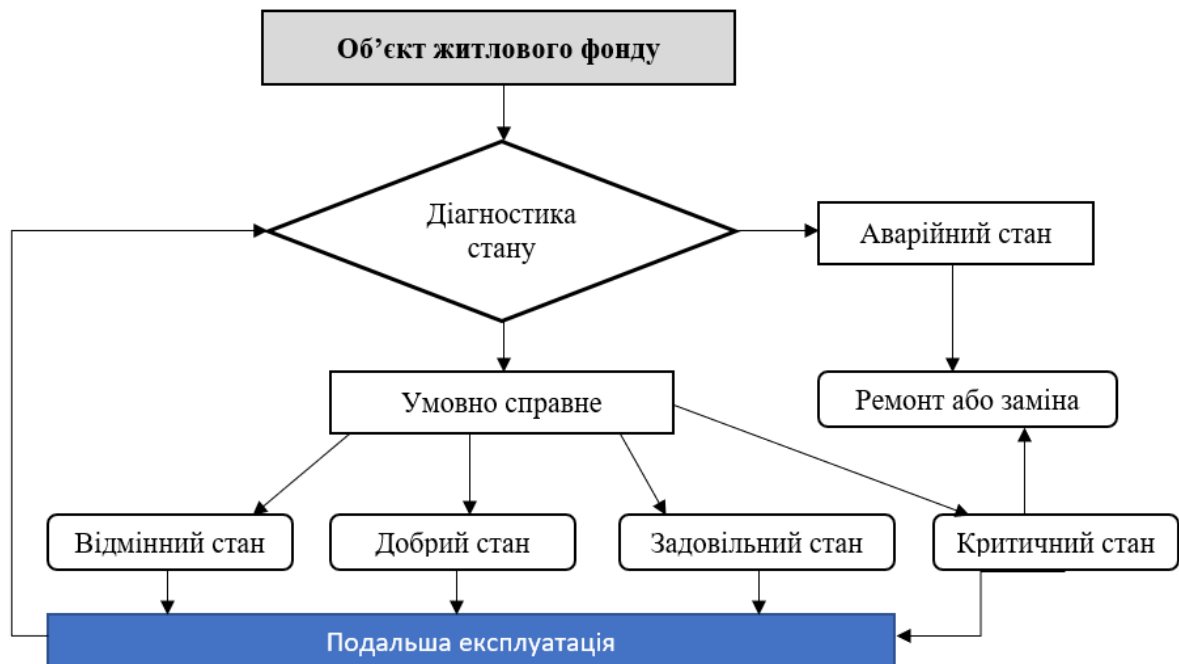 Об’єкт житлового фонду
Діагностика
стану
Аварійний стан
Умовно справне
Ремонт або заміна
Відмінний стан
Добрий стан
Задовільний стан
Критичний стан
Подальша експлуатація